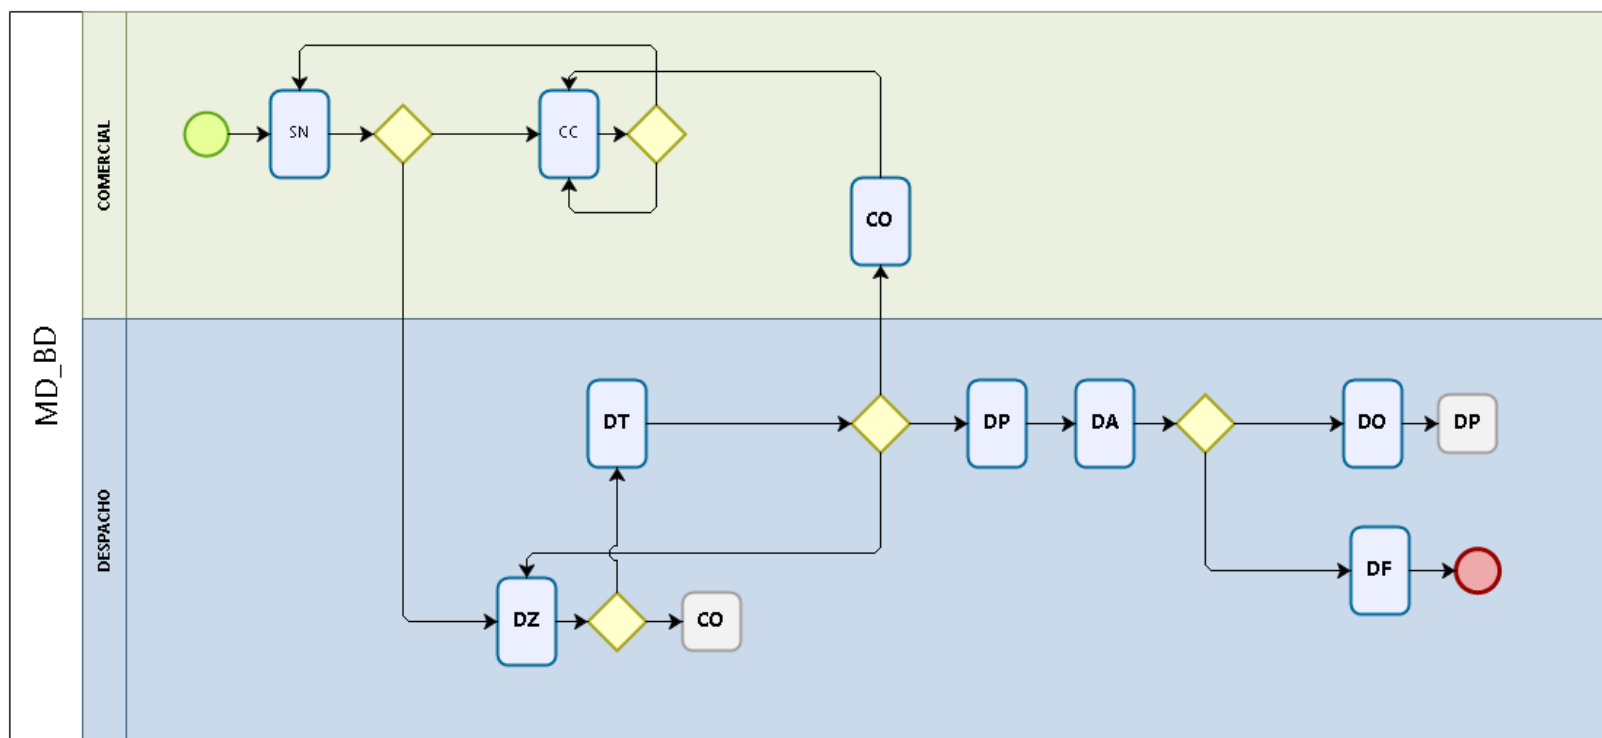 MD_BD
COMERCIAL
SN
CC
CO
DESPACHO
DT
DP
DA
DO
DP
DF
DZ
CO